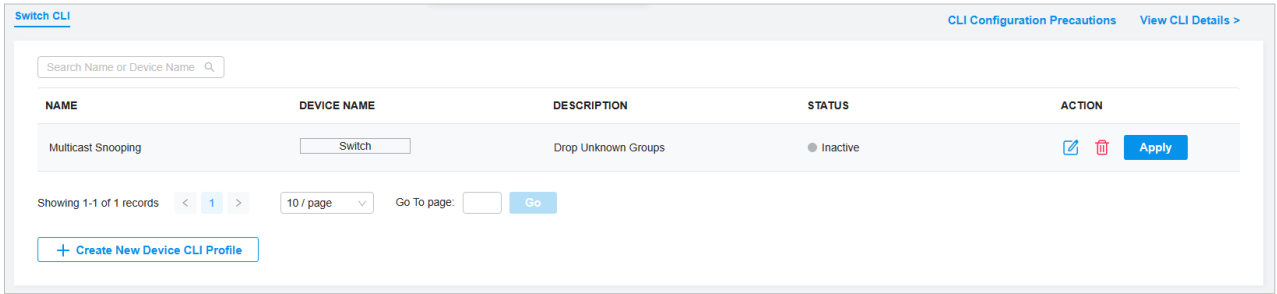 Switch CLI
CLI Configuration Precautions View CLI Details >
Search Name or Device Name
NAME DEVICE NAME DESCRIPTION STATUS ACTION
Multicast Snooping Switch Drop Unknown Groups Inactive Apply
Showing 1-1 of 1 records < 1 > 10 / page Go To page: Go
+ Create New Device CLI Profile